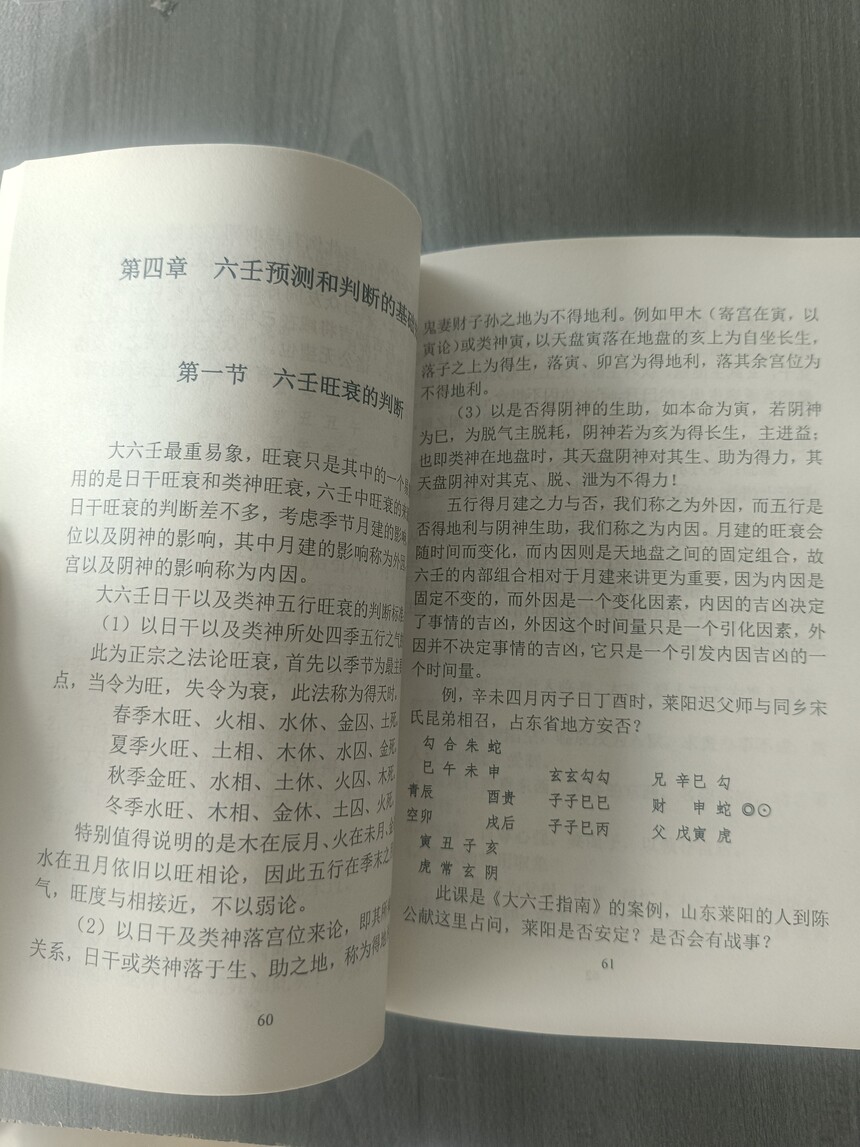 第四章 六壬预测和判断的基础
第一节 六壬旺衰的判断
大六壬最重易象，旺衰只是其中的一个
用的是日干旺衰和类神旺衰，六壬中旺衰的
日干旺衰的判断差不多，考虑季节月建的影响
位以及阴神的影响，其中月建的影响称为外因
宫以及阴神的影响称为内因。
大六壬日干以及类神五行旺衰的判断标准
（1）以日干以及类神所处四季五行之气
此为正宗之法论旺衰，首先以季节为最主
点，当令为旺，失令为衰，此法称为得天时，
春季木旺、火相、水休、金囚、土死
夏季火旺、土相、木休、水囚、金死
秋季金旺、水相、土休、火囚、木死
冬季水旺、木相、金休、土囚、火死
特别值得说明的是木在辰月、火在未月、金
水在丑月依旧以旺相论，因此五行在季末之
气，旺度与相接近，不以弱论。
（2）以日干及类神落宫位来论，即其
关系，日干或类神落于生、助之地，称为得地
60
鬼妻财子孙之地为不得地利。例如甲木（寄宫在寅，以
寅论）或类神寅，以天盘寅落在地盘的亥上为自坐长生，
落子之上为得生，落寅、卯宫为得地利，落其余宫位为
不得地利。
（3）以是否得阴神的生助，如本命为寅，若阴神
为巳，为脱气主脱耗，阴神若为亥为得长生，主进益；
也即类神在地盘时，其天盘阴神对其生、助为得力，其
天盘阴神对其克、脱、泄为不得力！
五行得月建之力与否，我们称之为外因，而五行是
否得地利与阴神生助，我们称之为内因。月建的旺衰会
随时间而变化，而内因则是天地盘之间的固定组合，故
六壬的内部组合相对于月建来讲更为重要，因为内因是
固定不变的，而外因是一个变化因素，内因的吉凶决定
了事情的吉凶，外因这个时间量只是一个引化因素，外
因并不决定事情的吉凶，它只是一个引发内因吉凶的一
个时间量。
例，辛未四月丙子日丁酉时，莱阳迟父师与同乡宋
氏昆弟相召，占东省地方安否？
勾 合 朱 蛇
巳 午 未 申 玄玄勾勾 兄 辛巳 勾
青辰 酉贵 子子巳巳 财 申 蛇 ◎⊙
空卯 戌后 子子巳丙 父 戊寅 虎
寅 丑 子 亥
虎 常 玄 阴
此课是《大六壬指南》的案例，山东莱阳的人到陈
公献这里占问，莱阳是否安定？是否会有战事？
61